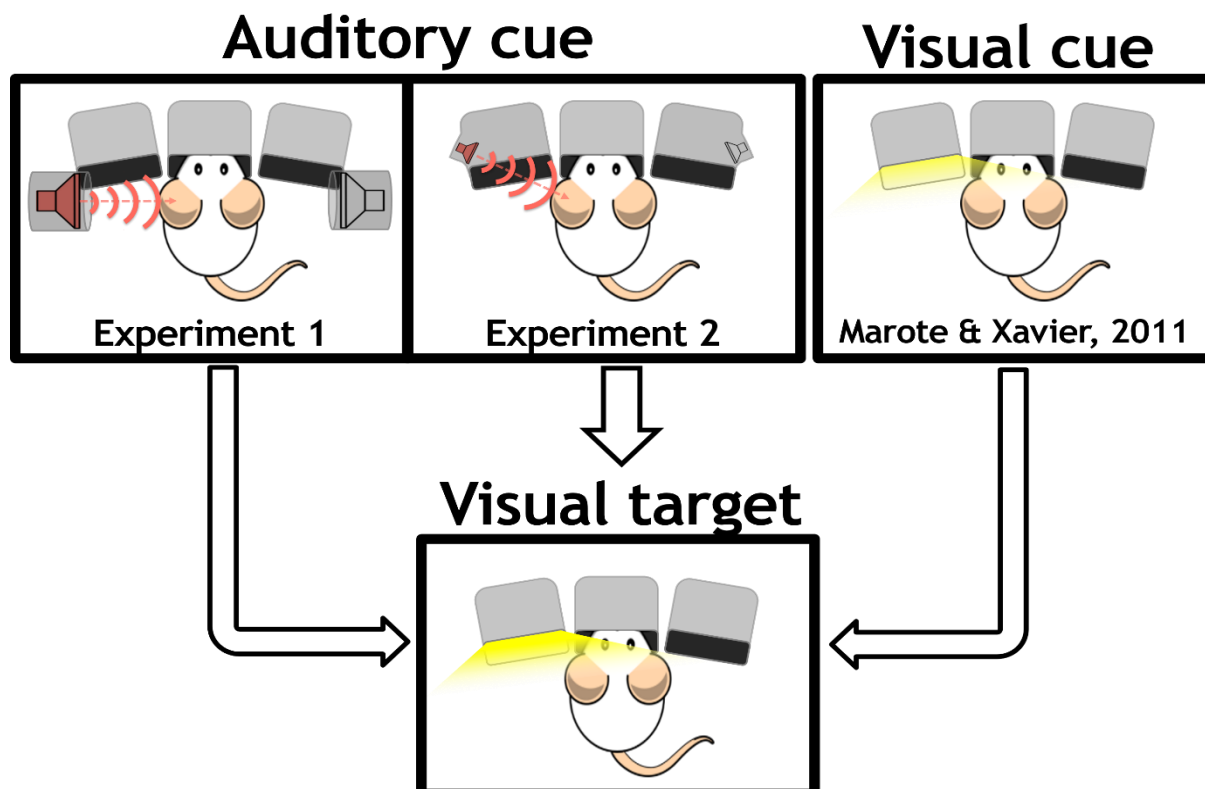 Auditory cue
Visual cue
Experiment 1
Experiment 2
Marote & Xavier, 2011
Visual target